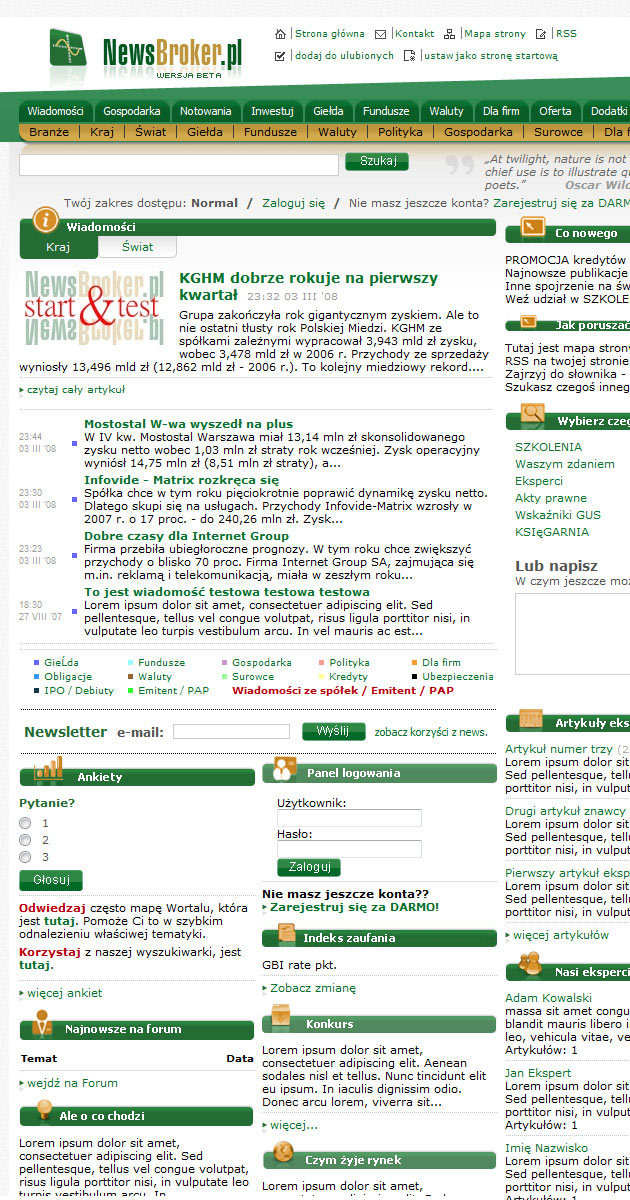 NewsBroker.pl
WERSJA BETA
Strona główna Kontakt Mapa strony RSS
dodaj do ulubionych ustaw jako stronę startową
Wiadomości Gospodarka Notowania Inwestuj Giełda Fundusze Waluty Dla firm Oferta Dodatki
Branże | Kraj | Świat | Giełda | Fundusze | Waluty | Polityka | Gospodarka | Surowce | Dla f
Szukaj
„At twilight, nature is not
chief use is to illustrate qu
poets.”
Oscar Wild
Twój zakres dostępu: Normal / Zaloguj się / Nie masz jeszcze konta? Zarejestruj się za DARM
Wiadomości
Kraj Świat
NewsBroker.pl
start & test
KGHM dobrze rokuje na pierwszy
kwartał 23:32 03 III '08
Grupa zakończyła rok gigantycznym zyskiem. Ale to
nie ostatni tłusty rok Polskiej Miedzi. KGHM ze
spółkami zależnymi wypracował 3,943 mld zł zysku,
wobec 3,478 mld zł w 2006 r. Przychody ze sprzedaży
wyniosły 13,496 mld zł (12,862 mld zł - 2006 r.). To kolejny miedziowy rekord....
czytaj cały artykuł
Mostostal W-wa wyszedł na plus
23:44
03 III '08
W IV kw. Mostostal Warszawa miał 13,14 mln zł skonsolidowanego
zysku netto wobec 1,03 mln zł straty rok wcześniej. Zysk operacyjny
wyniósł 14,75 mln zł (8,51 mln zł straty), a...
Infovide - Matrix rozkręca się
23:30
03 III '08
Spółka chce w tym roku pięciokrotnie poprawić dynamikę zysku netto.
Dlatego skupi się na usługach. Przychody Infovide-Matrix wzrosły w
2007 r. o 17 proc. - do 240,26 mln zł. Zysk...
Dobre czasy dla Internet Group
23:23
03 III '08
Firma przebiła ubiegłoroczne prognozy. W tym roku chce zwiększyć
przychody o blisko 70 proc. Firma Internet Group SA, zajmująca się
m.in. reklamą i telekomunikacją, miała w zeszłym roku...
To jest wiadomość testowa testowa testowa
18:30
27 VIII '07
Lorem ipsum dolor sit amet, consectetuer adipiscing elit. Sed
pellentesque, tellus vel congue volutpat, risus ligula porttitor nisi, in
vulputate leo turpis vestibulum arcu. In vel mauris ac est...
GieĹda Fundusze Gospodarka Polityka Dla firm
Obligacje Waluty Surowce Kredyty Ubezpieczenia
IPO / Debiuty Emitent / PAP Wiadomości ze spółek / Emitent / PAP
Newsletter e-mail: Wyślij zobacz korzyści z news.
Ankiety
Pytanie?
1
2
3
Głosuj
Odwiedzaj często mapę Wortalu, która
jest tutaj. Pomoże Ci to w szybkim
odnalezieniu właściwej tematyki.
Korzystaj z naszej wyszukiwarki, jest
tutaj.
więcej ankiet
Najnowsze na forum
Temat Data
wejdź na Forum
Ale o co chodzi
Lorem ipsum dolor sit amet,
consectetuer adipiscing elit. Sed
pellentesque, tellus vel congue volutpat,
risus ligula porttitor nisi, in vulputate leo
turpis vestibulum arcu. In
Panel logowania
Użytkownik:
Hasło:
Zaloguj
Nie masz jeszcze konta??
Zarejestruj się za DARMO!
Indeks zaufania
GBI rate pkt.
Zobacz zmianę
Konkurs
Lorem ipsum dolor sit amet,
consectetuer adipiscing elit. Aenean
sodales nisl et tellus. Nunc tincidunt elit
eu ipsum. In iaculis dignissim odio.
Donec arcu lorem, viverra sit...
więcej...
Czym żyje rynek
Lorem ipsum dolor sit amet,
consectetuer adipiscing elit. Sed
Co nowego
PROMOCJA kredytów
Najnowsze publikacje
Inne spojrzenie na św
Weź udział w SZKOLE
Jak poruszać
Tutaj jest mapa strony
RSS na twojej stronie
Zajrzyj do słownika -
Szukasz czegoś inneg
Wybierz czeg
SZKOLENIA
Waszym zdaniem
Eksperci
Akty prawne
Wskaźniki GUS
KSIĘGARNIA
Lub napisz
W czym jeszcze moż
Artykuły eks
Artykuł numer trzy (2
Lorem ipsum dolor sit
Sed pellentesque, tell
porttitor nisi, in vulput
Drugi artykuł znawcy
Lorem ipsum dolor sit
Sed pellentesque, tell
porttitor nisi, in vulput
Pierwszy artykuł eksp
Lorem ipsum dolor sit
Sed pellentesque, tell
porttitor nisi, in vulput
więcej artykułów
Nasi eksperci
Adam Kowalski
massa sit amet congu
blandit mauris libero i
leo, vehicula vitae, ve
Artykułów: 1
Jan Ekspert
Lorem ipsum dolor sit
Sed pellentesque, tell
porttitor nisi, in vulput
Artykułów: 1
Imię Nazwisko
Lorem ipsum dolor sit
Sed pellentesque, tell
porttitor nisi, in vulput
Artykułów: 1